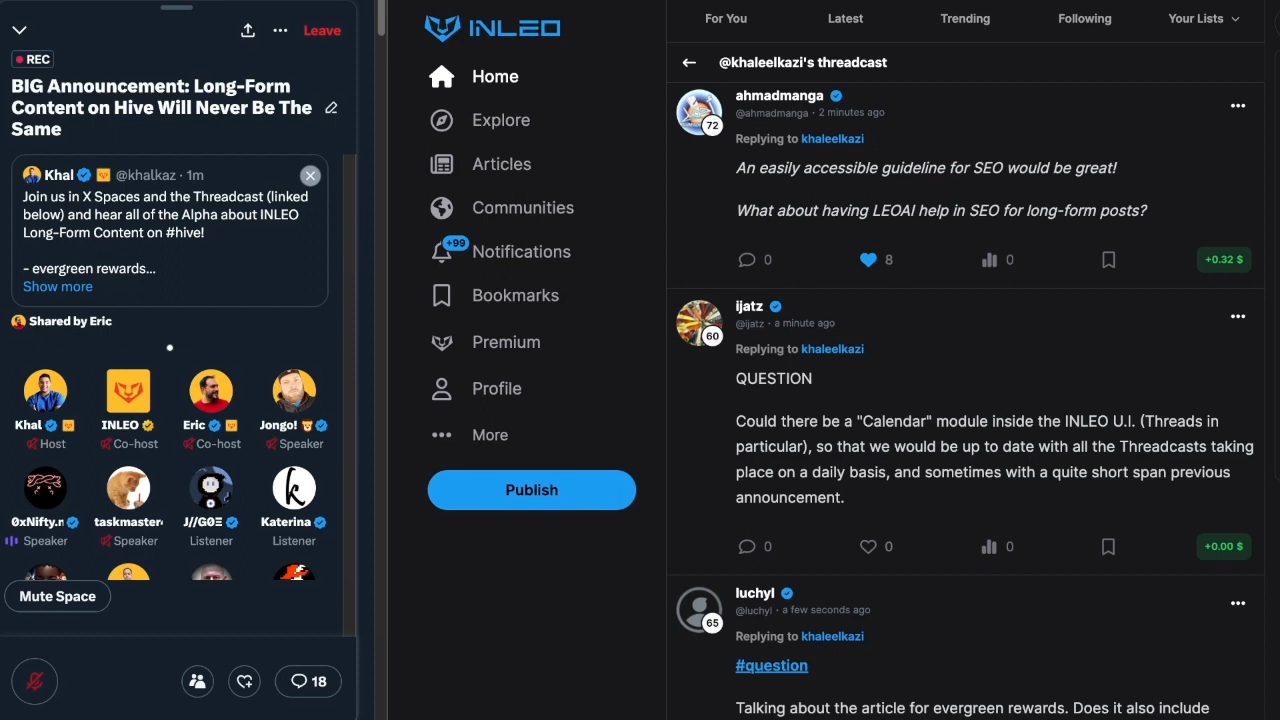 Leave
REC
BIG Announcement: Long-Form
Content on Hive Will Never Be The
Same
Khal @khalkaz · 1m
Join us in X Spaces and the Threadcast (linked
below) and hear all of the Alpha about INLEO
Long-Form Content on #hive!
- evergreen rewards...
Show more
Shared by Eric
Khal
Host
INLEO
Co-host
Eric
Co-host
Jongo!
Speaker
0xNifty.r
Speaker
taskmaster
Speaker
J//G0Ξ
Listener
Katerina
Listener
Mute Space
18
INLEO
Home
Explore
Articles
Communities
+99
Notifications
Bookmarks
Premium
Profile
More
Publish
For You
Latest
Trending
Following
Your Lists
@khaleelkazi's threadcast
ahmadmanga
72
@ahmadmanga · 2 minutes ago
Replying to khaleelkazi
An easily accessible guideline for SEO would be great!
What about having LEOAI help in SEO for long-form posts?
0
8
0
+0.32 $
ijatz
60
@ijatz · a minute ago
Replying to khaleelkazi
QUESTION
Could there be a "Calendar" module inside the INLEO U.I. (Threads in
particular), so that we would be up to date with all the Threadcasts taking
place on a daily basis, and sometimes with a quite short span previous
announcement.
0
0
0
+0.00 $
luchyl
65
@luchyl · a few seconds ago
Replying to khaleelkazi
#question
Talking about the article for evergreen rewards. Does it also include